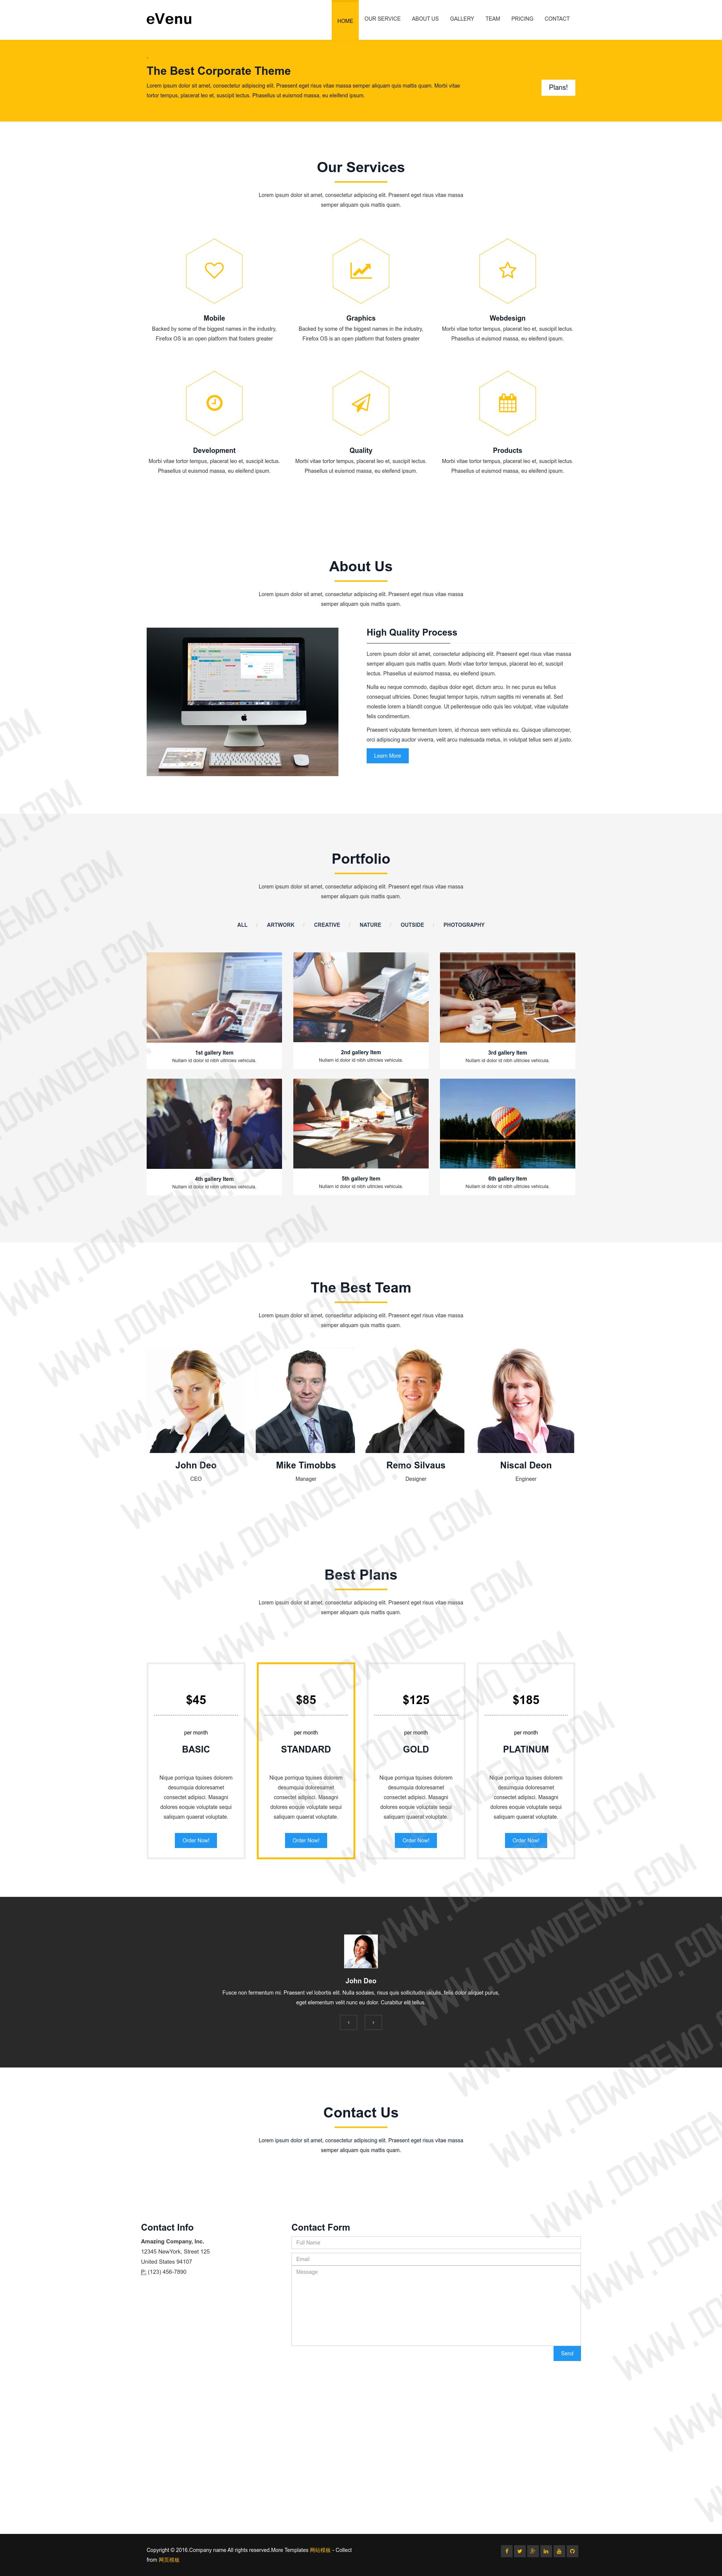 eVenu
HOME OUR SERVICE ABOUT US GALLERY TEAM PRICING CONTACT
The Best Corporate Theme
Lorem ipsum dolor sit amet, consectetur adipiscing elit. Praesent eget risus vitae massa semper aliquam quis mattis quam. Morbi vitae
tortor tempus, placerat leo et, suscipit lectus. Phasellus ut euismod massa, eu eleifend ipsum.
Plans!
Our Services
Lorem ipsum dolor sit amet, consectetur adipiscing elit. Praesent eget risus vitae massa
semper aliquam quis mattis quam.
Mobile
Backed by some of the biggest names in the industry,
Firefox OS is an open platform that fosters greater
Graphics
Backed by some of the biggest names in the industry,
Firefox OS is an open platform that fosters greater
Webdesign
Morbi vitae tortor tempus, placerat leo et, suscipit lectus.
Phasellus ut euismod massa, eu eleifend ipsum.
Development
Morbi vitae tortor tempus, placerat leo et, suscipit lectus.
Phasellus ut euismod massa, eu eleifend ipsum.
Quality
Morbi vitae tortor tempus, placerat leo et, suscipit lectus.
Phasellus ut euismod massa, eu eleifend ipsum.
Products
Morbi vitae tortor tempus, placerat leo et, suscipit lectus.
Phasellus ut euismod massa, eu eleifend ipsum.
About Us
Lorem ipsum dolor sit amet, consectetur adipiscing elit. Praesent eget risus vitae massa
semper aliquam quis mattis quam.
High Quality Process
Lorem ipsum dolor sit amet, consectetur adipiscing elit. Praesent eget risus vitae massa
semper aliquam quis mattis quam. Morbi vitae tortor tempus, placerat leo et, suscipit
lectus. Phasellus ut euismod massa, eu eleifend ipsum.
Nulla eu neque commodo, dapibus dolor eget, dictum arcu. In nec purus eu tellus
consequat ultricies. Donec feugiat tempor turpis, rutrum sagittis mi venenatis at. Sed
molestie lorem a blandit congue. Ut pellentesque odio quis leo volutpat, vitae vulputate
felis condimentum.
Praesent vulputate fermentum lorem, id rhoncus sem vehicula eu. Quisque ullamcorper,
orci adipiscing auctor viverra, velit arcu malesuada metus, in volutpat tellus sem at justo.
Learn More
Portfolio
Lorem ipsum dolor sit amet, consectetur adipiscing elit. Praesent eget risus vitae massa
semper aliquam quis mattis quam.
ALL / ARTWORK / CREATIVE / NATURE / OUTSIDE / PHOTOGRAPHY
1st gallery Item
Nullam id dolor id nibh ultricies vehicula.
2nd gallery Item
Nullam id dolor id nibh ultricies vehicula.
3rd gallery Item
Nullam id dolor id nibh ultricies vehicula.
4th gallery Item
Nullam id dolor id nibh ultricies vehicula.
5th gallery Item
Nullam id dolor id nibh ultricies vehicula.
6th gallery Item
Nullam id dolor id nibh ultricies vehicula.
The Best Team
Lorem ipsum dolor sit amet, consectetur adipiscing elit. Praesent eget risus vitae massa
semper aliquam quis mattis quam.
John Deo
CEO
Mike Timobbs
Manager
Remo Silvaus
Designer
Niscal Deon
Engineer
Best Plans
Lorem ipsum dolor sit amet, consectetur adipiscing elit. Praesent eget risus vitae massa
semper aliquam quis mattis quam.
$45
per month
BASIC
Nique porriqua tquises dolorem
desumquia doloresamet
consectet adipisci. Masagni
dolores eoquie voluptate sequi
saliquam quaerat voluptate.
Order Now!
$85
per month
STANDARD
Nique porriqua tquises dolorem
desumquia doloresamet
consectet adipisci. Masagni
dolores eoquie voluptate sequi
saliquam quaerat voluptate.
Order Now!
$125
per month
GOLD
Nique porriqua tquises dolorem
desumquia doloresamet
consectet adipisci. Masagni
dolores eoquie voluptate sequi
saliquam quaerat voluptate.
Order Now!
$185
per month
PLATINUM
Nique porriqua tquises dolorem
desumquia doloresamet
consectet adipisci. Masagni
dolores eoquie voluptate sequi
saliquam quaerat voluptate.
Order Now!
John Deo
Fusce non fermentum mi. Praesent vel lobortis elit. Nulla sodales, risus quis sollicitudin iaculis, felis dolor aliquet purus,
eget elementum velit nunc eu dolor. Curabitur elit tellus.
Contact Us
Lorem ipsum dolor sit amet, consectetur adipiscing elit. Praesent eget risus vitae massa
semper aliquam quis mattis quam.
Contact Info
Amazing Company, Inc.
12345 NewYork, Street 125
United States 94107
P: (123) 456-7890
Contact Form
Full Name
Email
Message
Send
Copyright © 2016.Company name All rights reserved.More Templates 网站模板 - Collect
from 网页模板
WWW.DOWNDEMO.COM